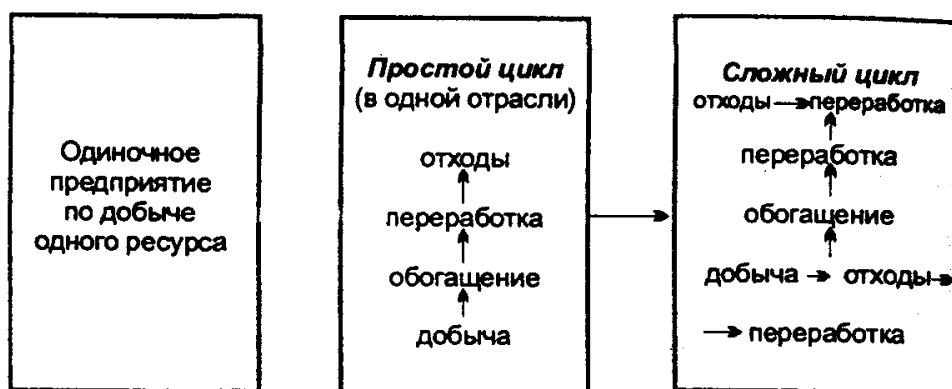 Одиночное
предприятие
по добыче
одного ресурса
Простой цикл
(в одной отрасли)
отходы
переработка
обогащение
добыча
Сложный цикл
отходы → переработка
переработка
обогащение
добыча → отходы →
→ переработка